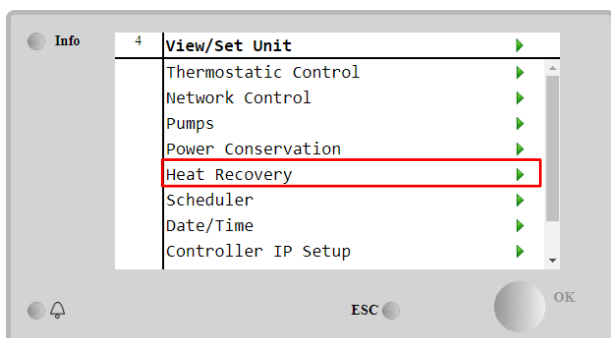 Info
4 View/Set Unit
Thermostatic Control
Network Control
Pumps
Power Conservation
Heat Recovery
Scheduler
Date/Time
Controller IP Setup
ESC
OK